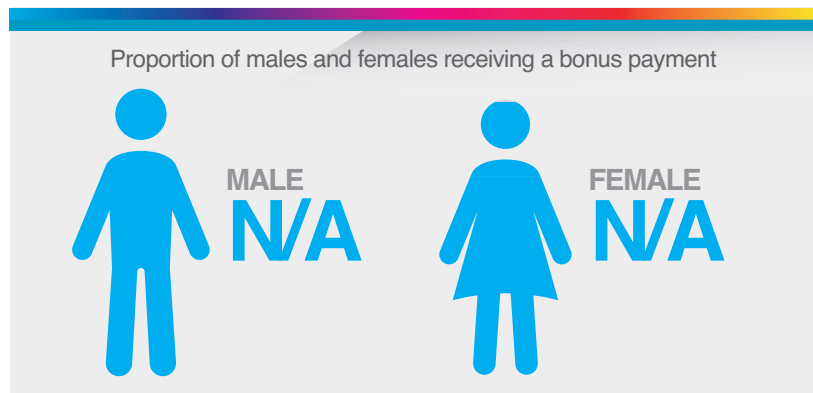 Proportion of males and females receiving a bonus payment
MALE
N/A
FEMALE
N/A